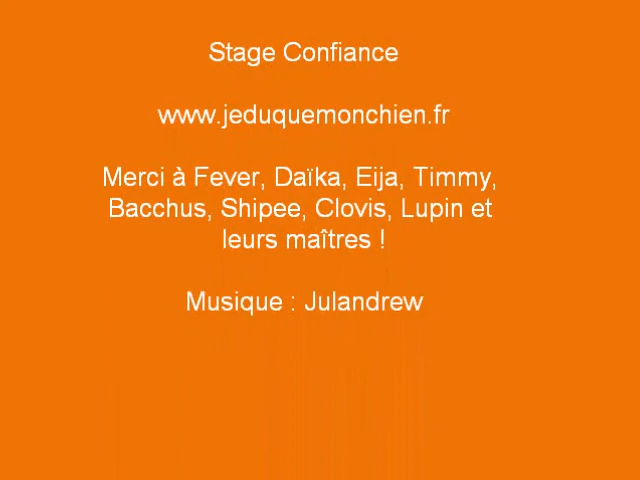 Stage Confiance
www.jeduquemonchien.fr
Merci à Fever, Daïka, Eija, Timmy,
Bacchus, Shipee, Clovis, Lupin et
leurs maîtres !
Musique : Julandrew